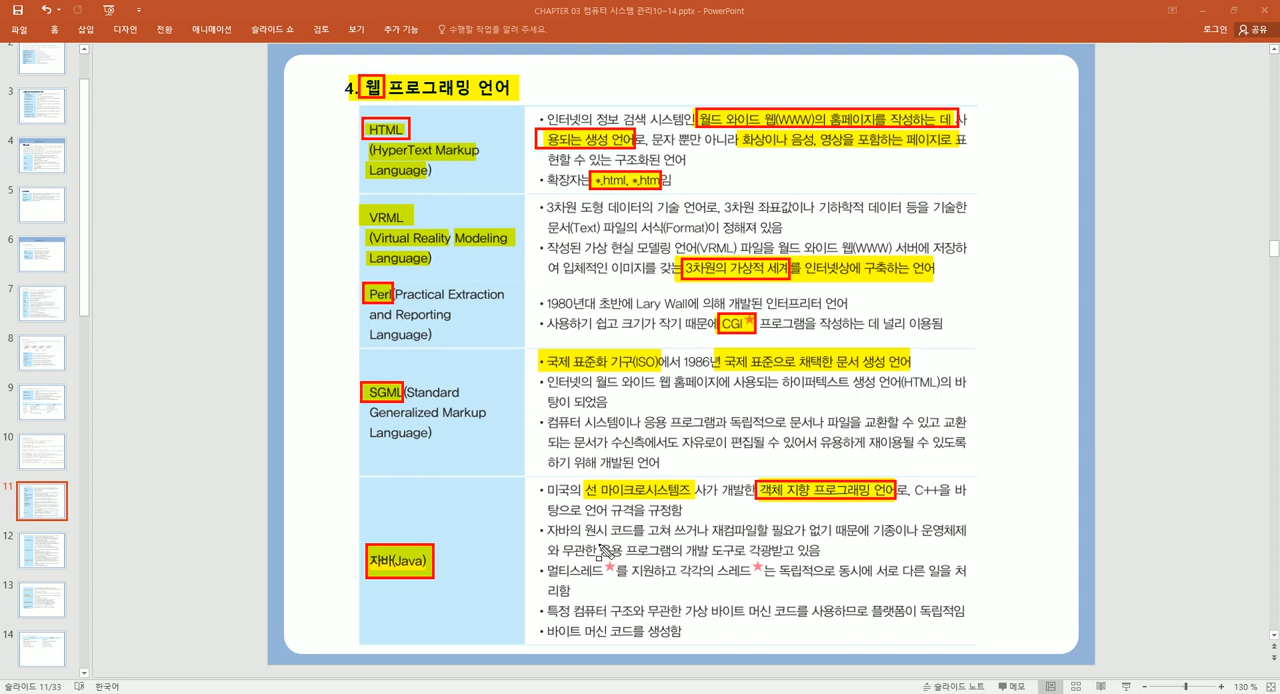 CHAPTER 03 컴퓨터 시스템 관리10~14.pptx - PowerPoint
파일 홈 삽입 디자인 전환 애니메이션 슬라이드 쇼 검토 보기 추가 기능 수행할 작업을 알려 주세요. 로그인 공유
2
3
4
5
6
7
8
9
10
11
12
13
14
4. 웹 프로그래밍 언어
HTML
(HyperText Markup
Language)
• 인터넷의 정보 검색 시스템인 월드 와이드 웹(WWW)의 홈페이지를 작성하는 데 사
용되는 생성 언어로, 문자 뿐만 아니라 화상이나 음성, 영상을 포함하는 페이지로 표
현할 수 있는 구조화된 언어
• 확장자는 *.html, *.htm임
VRML
(Virtual Reality Modeling
Language)
• 3차원 도형 데이터의 기술 언어로, 3차원 좌표값이나 기하학적 데이터 등을 기술한
문서(Text) 파일의 서식(Format)이 정해져 있음
• 작성된 가상 현실 모델링 언어(VRML) 파일을 월드 와이드 웹(WWW) 서버에 저장하
여 입체적인 이미지를 갖는 3차원의 가상적 세계를 인터넷상에 구축하는 언어
Perl(Practical Extraction
and Reporting
Language)
• 1980년대 초반에 Lary Wall에 의해 개발된 인터프리터 언어
• 사용하기 쉽고 크기가 작기 때문에 CGI★ 프로그램을 작성하는 데 널리 이용됨
SGML(Standard
Generalized Markup
Language)
• 국제 표준화 기구(ISO)에서 1986년 국제 표준으로 채택한 문서 생성 언어
• 인터넷의 월드 와이드 웹 홈페이지에 사용되는 하이퍼텍스트 생성 언어(HTML)의 바
탕이 되었음
• 컴퓨터 시스템이나 응용 프로그램과 독립적으로 문서나 파일을 교환할 수 있고 교환
되는 문서가 수신측에서도 자유로이 편집될 수 있어서 유용하게 재이용될 수 있도록
하기 위해 개발된 언어
자바(Java)
• 미국의 선 마이크로시스템즈 사가 개발한 객체 지향 프로그래밍 언어로, C++을 바
탕으로 언어 규격을 규정함
• 자바의 원시 코드를 고쳐 쓰거나 재컴파일할 필요가 없기 때문에 기종이나 운영체제
와 무관한 응용 프로그램의 개발 도구로 각광받고 있음
• 멀티스레드★를 지원하고 각각의 스레드★는 독립적으로 동시에 서로 다른 일을 처
리함
• 특정 컴퓨터 구조와 무관한 가상 바이트 머신 코드를 사용하므로 플랫폼이 독립적임
• 바이트 머신 코드를 생성함
슬라이드 11/33 한국어 슬라이드 노트 메모 130 %